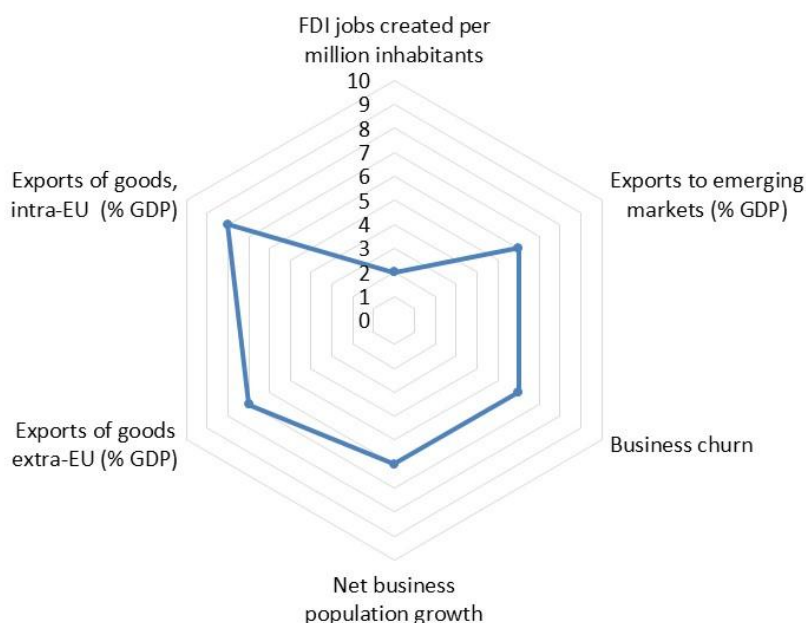 FDI jobs created per
million inhabitants
10
9
8
7
6
5
4
3
2
1
0
Exports to emerging
markets (% GDP)
Business churn
Net business
population growth
Exports of goods
extra-EU (% GDP)
Exports of goods,
intra-EU (% GDP)